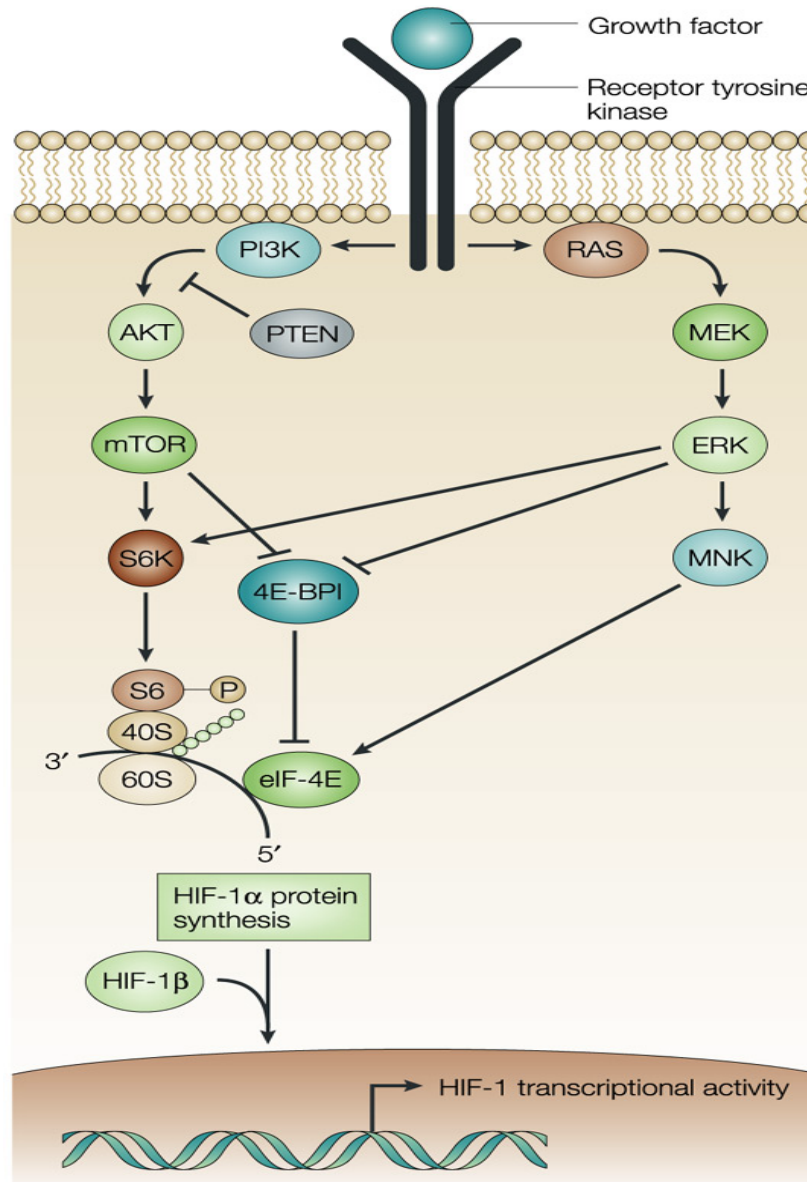 Growth factor
Receptor tyrosine
kinase
PI3K
RAS
AKT
PTEN
MEK
mTOR
ERK
S6K
4E-BPI
MNK
S6
P
40S
3′
60S
eIF-4E
5′
HIF-1α protein
synthesis
HIF-1β
HIF-1 transcriptional activity